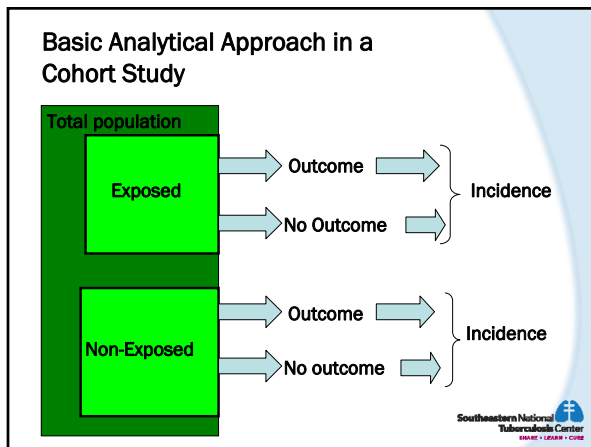 Basic Analytical Approach in a
Cohort Study
Total population
Exposed
Outcome
No Outcome
Incidence
Non-Exposed
Outcome
No outcome
Incidence
Southeastern National
Tuberculosis Center
SHARE • LEARN • CURE